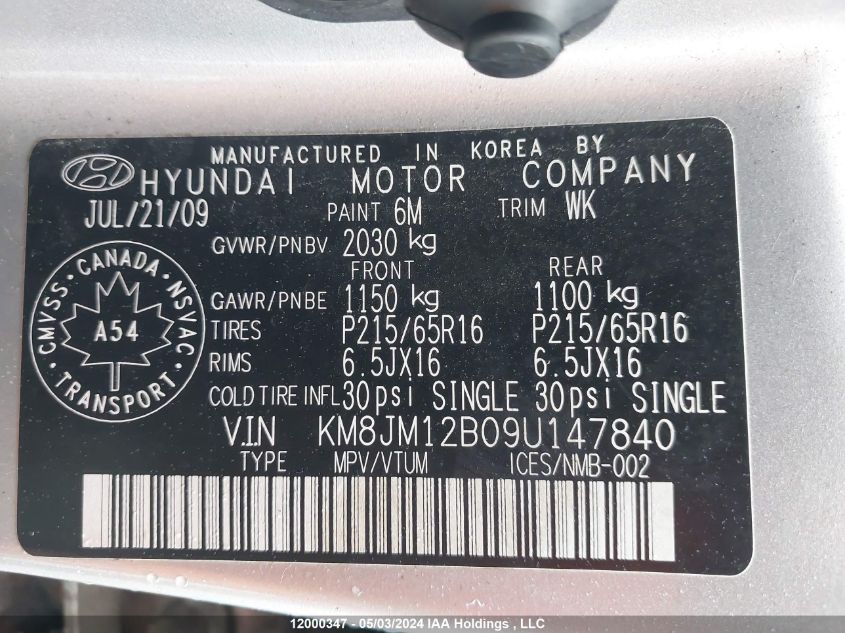 MANUFACTURED IN KOREA BY
HYUNDAI MOTOR COMPANY
JUL/21/09 PAINT 6M TRIM WK
GVWR/PNBV 2030 kg
FRONT REAR
GAWR/PNBE 1150 kg 1100 kg
TIRES P215/65R16 P215/65R16
RIMS 6.5JX16 6.5JX16
COLD TIRE INFL 30psi SINGLE 30psi SINGLE
V.I.N KM8JM12B09U147840
TYPE MPV/VTUM ICES/NMB-002
CMVSS · CANADA · NSVAC · TRANSPORT ·
A54
12000347 - 05/03/2024 IAA Holdings , LLC